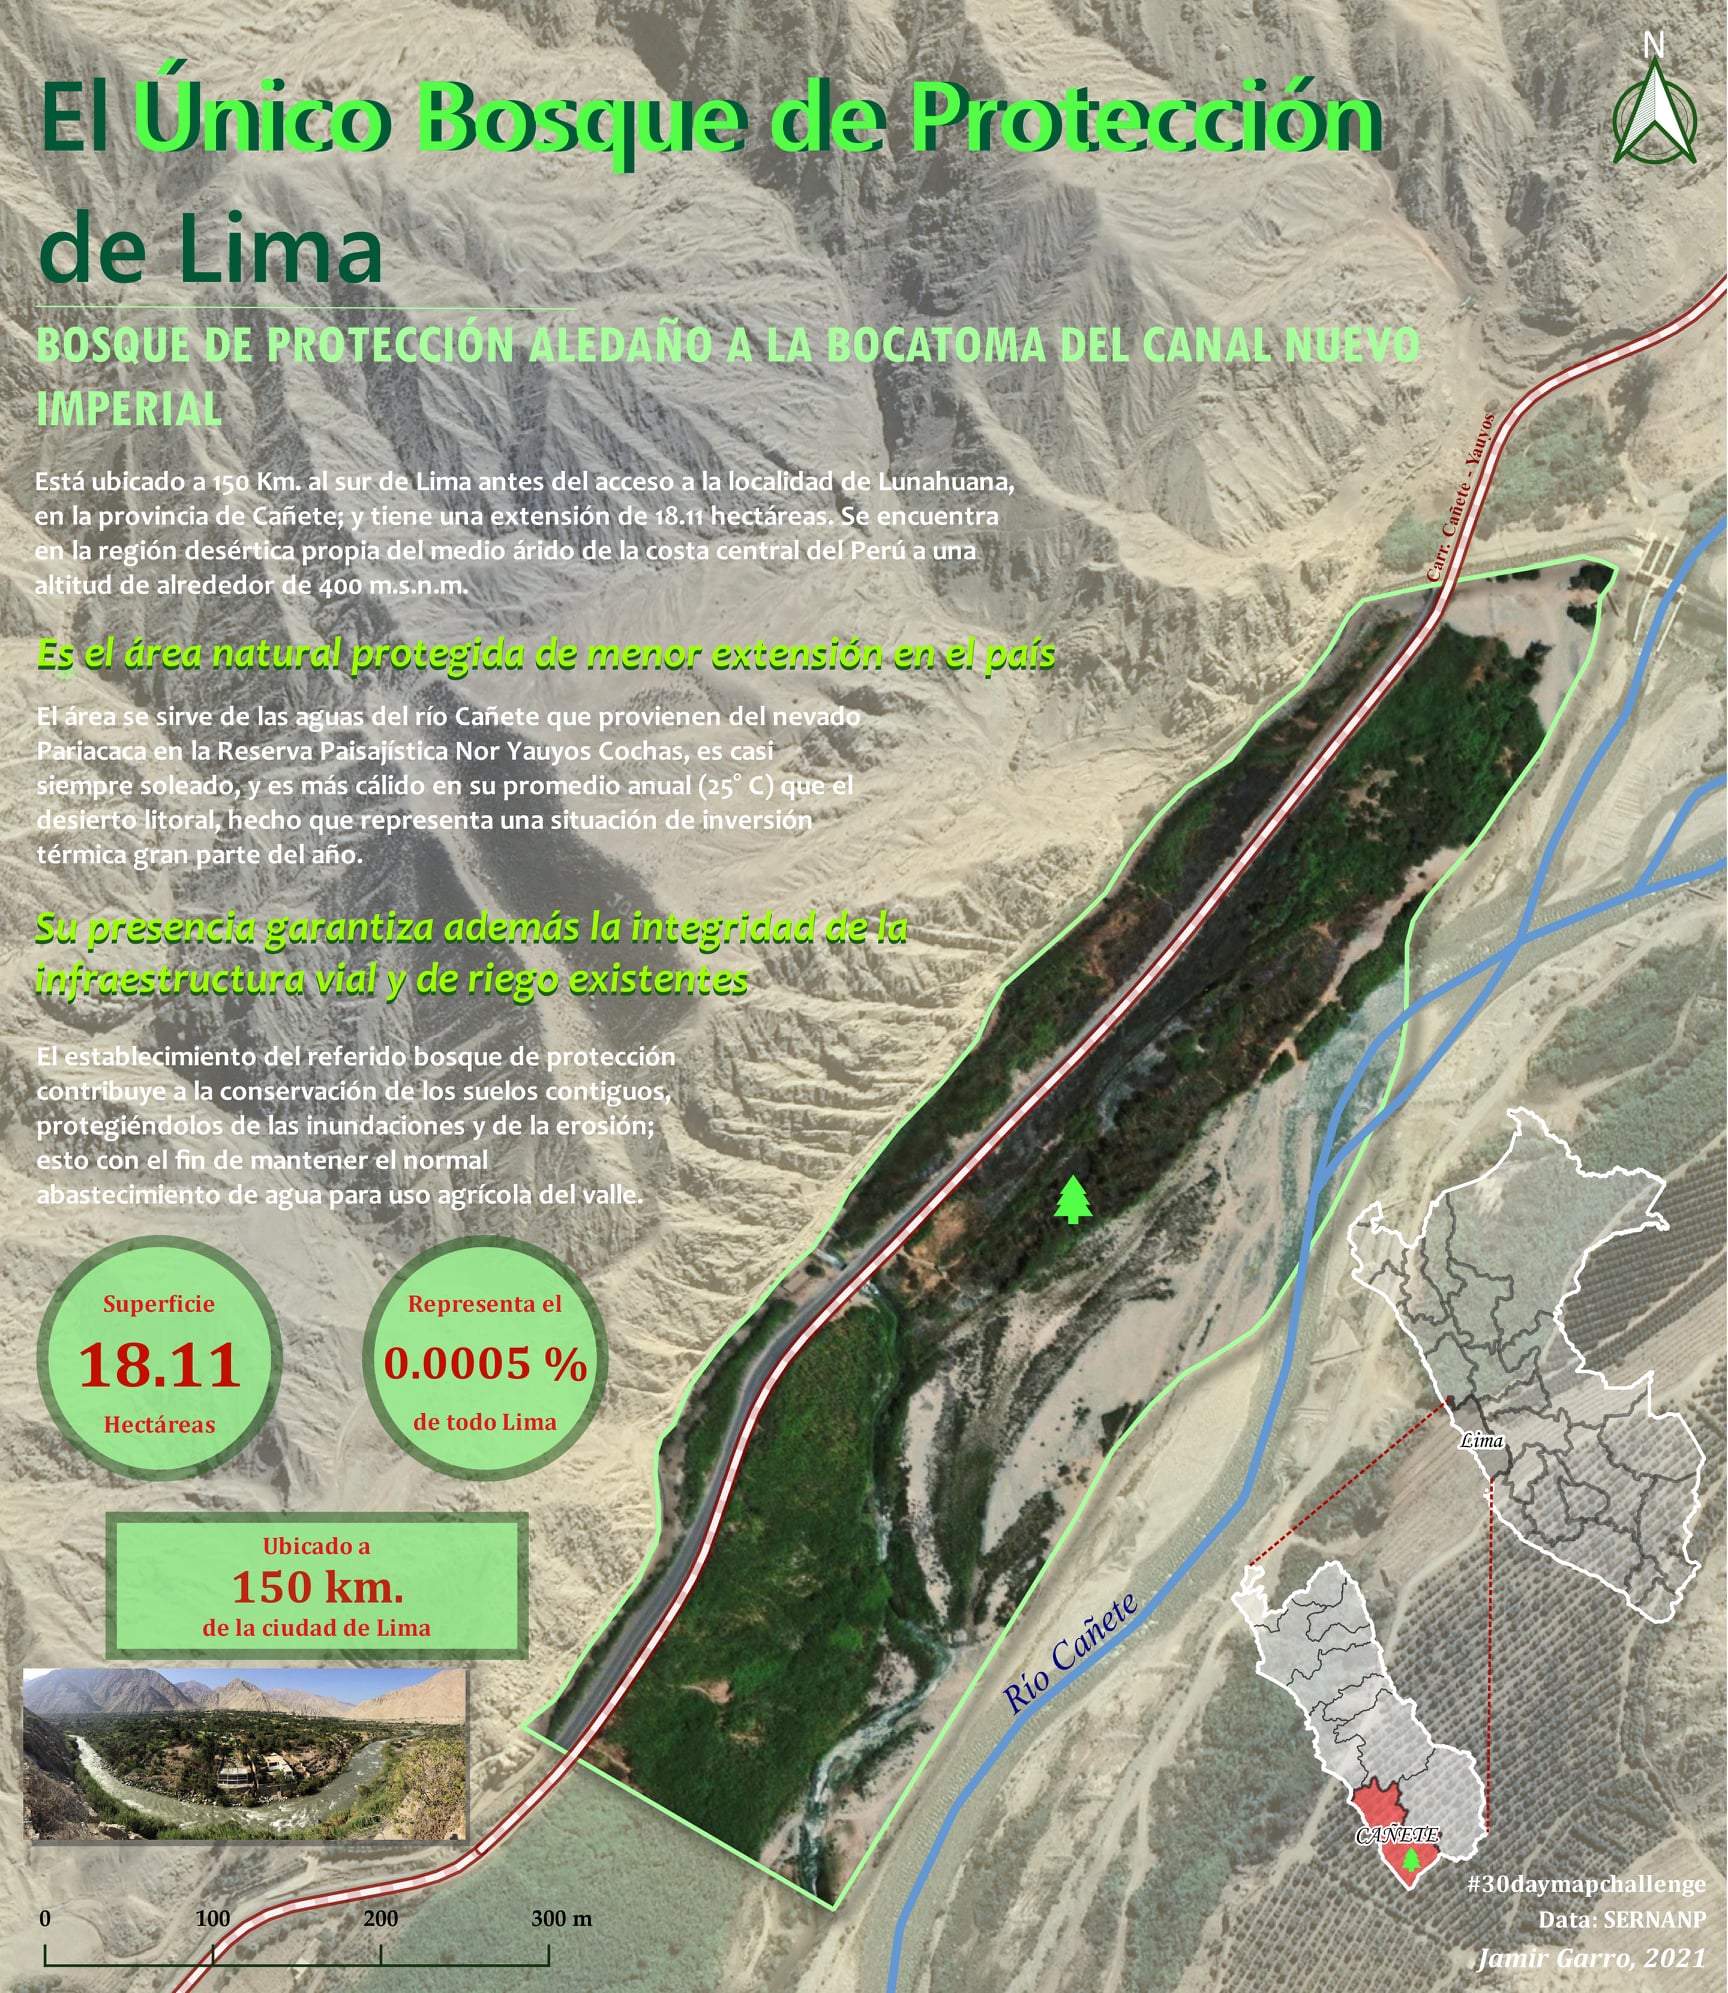 N
El Único Bosque de Protección
de Lima
BOSQUE DE PROTECCIÓN ALEDAÑO A LA BOCATOMA DEL CANAL NUEVO
IMPERIAL
Está ubicado a 150 Km. al sur de Lima antes del acceso a la localidad de Lunahuana,
en la provincia de Cañete; y tiene una extensión de 18.11 hectáreas. Se encuentra
en la región desértica propia del medio árido de la costa central del Perú a una
altitud de alrededor de 400 m.s.n.m.
Es el área natural protegida de menor extensión en el país
El área se sirve de las aguas del río Cañete que provienen del nevado
Pariacaca en la Reserva Paisajística Nor Yauyos Cochas, es casi
siempre soleado, y es más cálido en su promedio anual (25° C) que el
desierto litoral, hecho que representa una situación de inversión
térmica gran parte del año.
Su presencia garantiza además la integridad de la
infraestructura vial y de riego existentes
El establecimiento del referido bosque de protección
contribuye a la conservación de los suelos contiguos,
protegiéndolos de las inundaciones y de la erosión;
esto con el fin de mantener el normal
abastecimiento de agua para uso agrícola del valle.
Superficie
18.11
Hectáreas
Representa el
0.0005 %
de todo Lima
Ubicado a
150 km.
de la ciudad de Lima
Carr. Cañete - Yauyos
Río Cañete
Lima
CAÑETE
0 100 200 300 m
#30daymapchallenge
Data: SERNANP
Jamir Garro, 2021